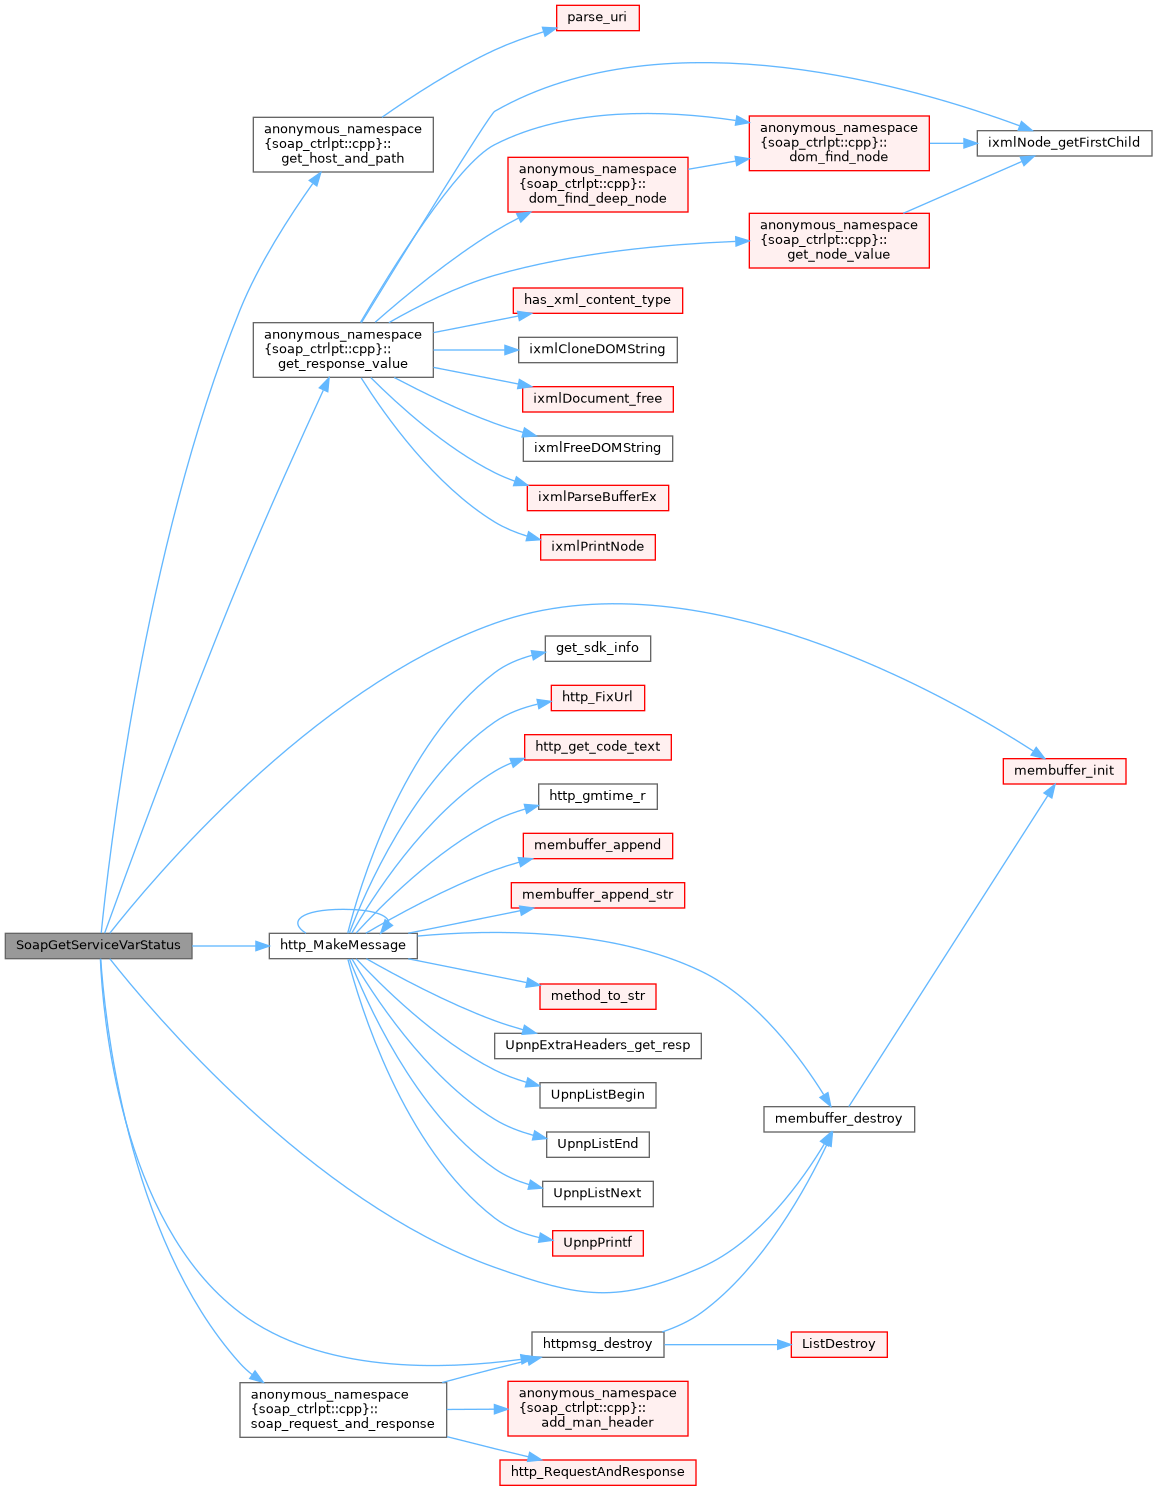 parse_uri
anonymous_namespace
{soap_ctrlpt::cpp}::
get_host_and_path
anonymous_namespace
{soap_ctrlpt::cpp}::
dom_find_node
ixmlNode_getFirstChild
anonymous_namespace
{soap_ctrlpt::cpp}::
dom_find_deep_node
anonymous_namespace
{soap_ctrlpt::cpp}::
get_node_value
has_xml_content_type
anonymous_namespace
{soap_ctrlpt::cpp}::
get_response_value
ixmlCloneDOMString
ixmlDocument_free
ixmlFreeDOMString
ixmlParseBufferEx
ixmlPrintNode
get_sdk_info
http_FixUrl
http_get_code_text
membuffer_init
http_gmtime_r
membuffer_append
membuffer_append_str
SoapGetServiceVarStatus
http_MakeMessage
method_to_str
UpnpExtraHeaders_get_resp
UpnpListBegin
membuffer_destroy
UpnpListEnd
UpnpListNext
UpnpPrintf
httpmsg_destroy
ListDestroy
anonymous_namespace
{soap_ctrlpt::cpp}::
soap_request_and_response
anonymous_namespace
{soap_ctrlpt::cpp}::
add_man_header
http_RequestAndResponse